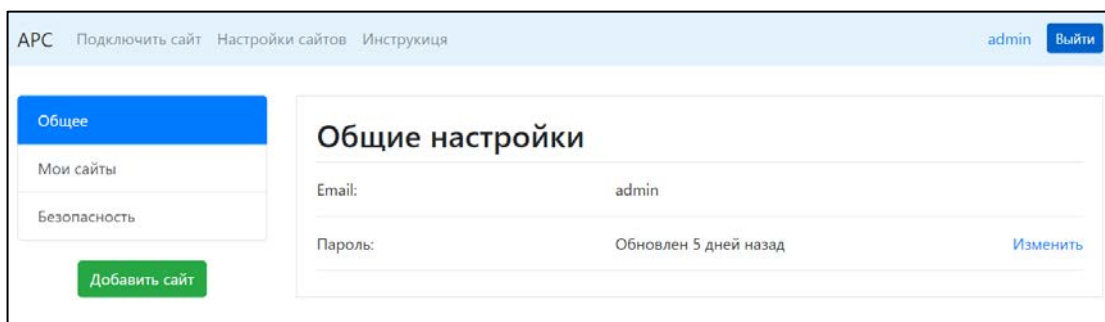 АРС Подключить сайт Настройки сайтов Инструкиця admin Выйти
Общее
Мои сайты
Безопасность
Добавить сайт
Общие настройки
Email: admin
Пароль: Обновлен 5 дней назад Изменить